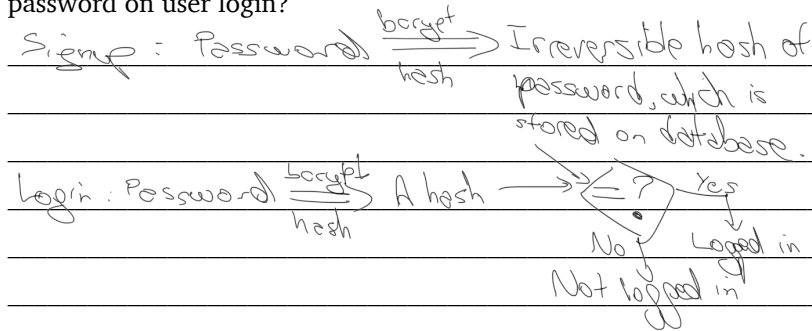 password on user login?
Signup : Password bcrypt hash Irreversible hash of
password, which is
stored on database.
Login : Password bcrypt hash A hash = ? Yes
No Logged in
Not logged in